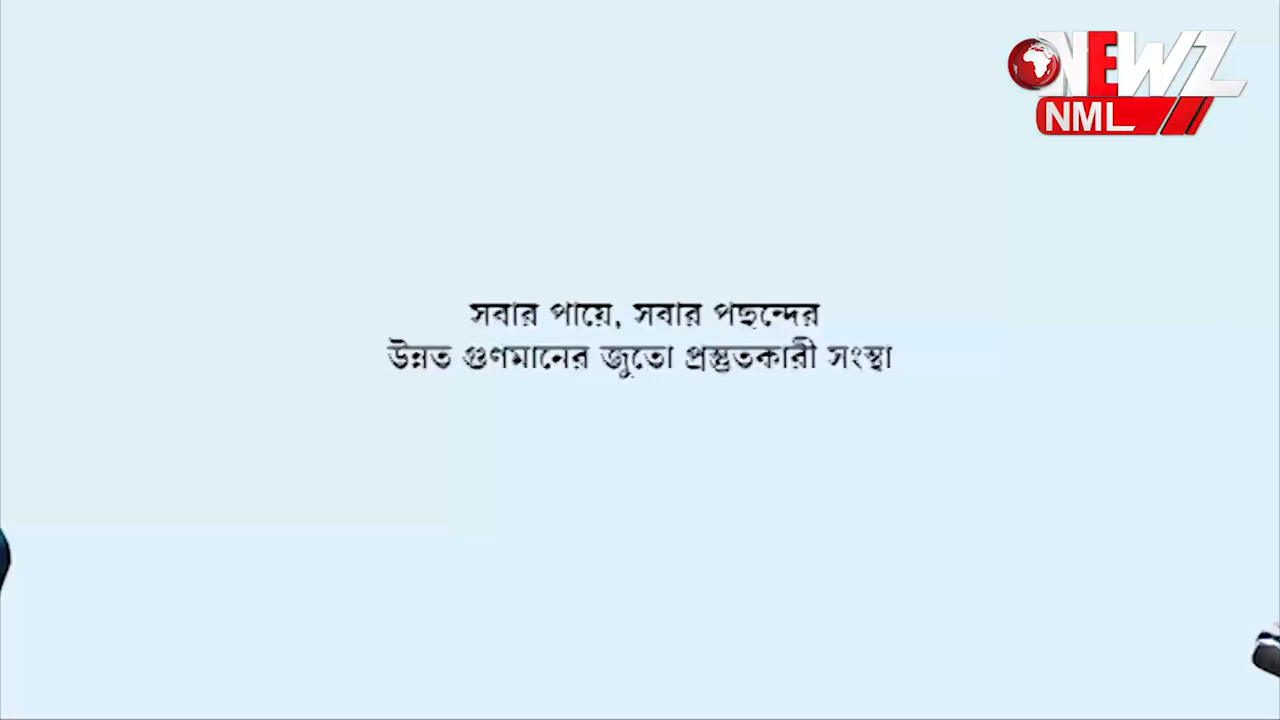 NEWZ
NML
সবার পায়ে, সবার পছন্দের
উন্নত গুণমানের জুতো প্রস্তুতকারী সংস্থা